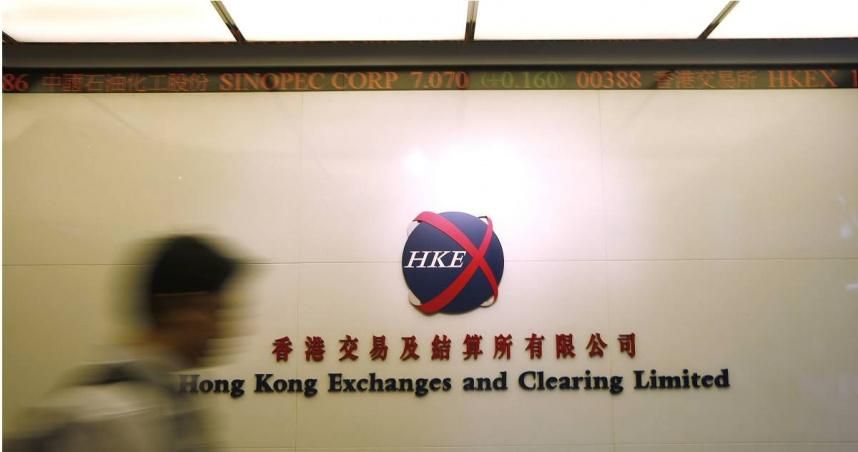 86 中國石油化工股份 SINOPEC CORP 7.070 (+0.160) 00388 香港交易所 HKEX 1
HKEX
香港交易及結算所有限公司
Hong Kong Exchanges and Clearing Limited